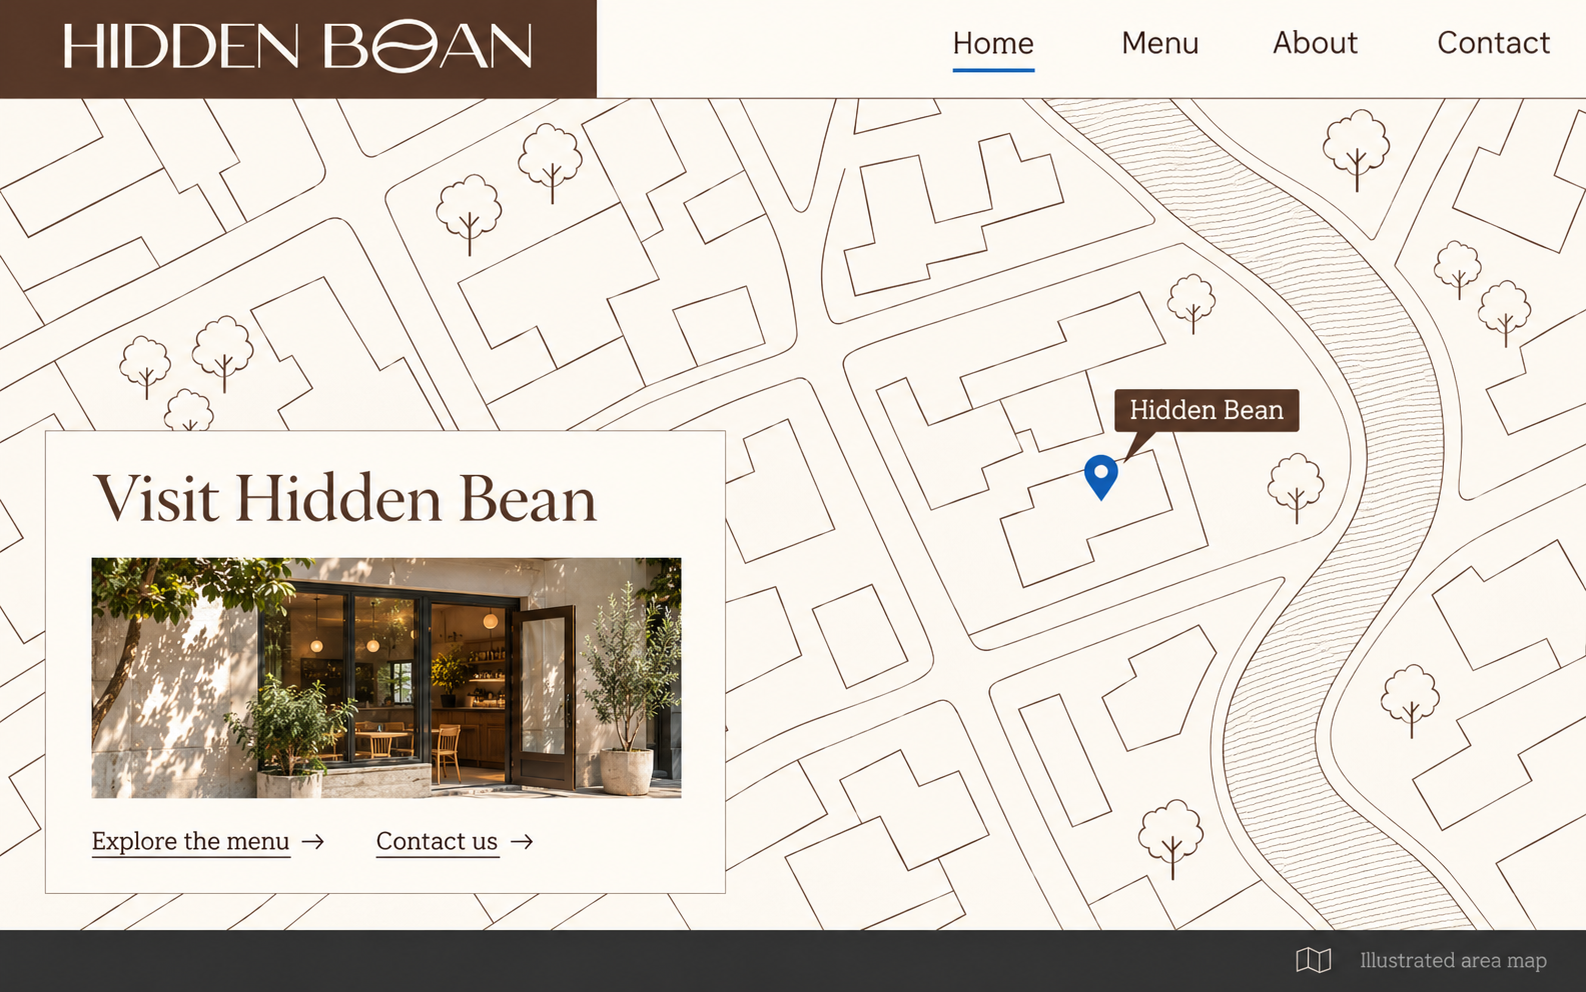 HIDDEN BEAN
Home Menu About Contact
Hidden Bean
Visit Hidden Bean
Explore the menu → Contact us →
Illustrated area map